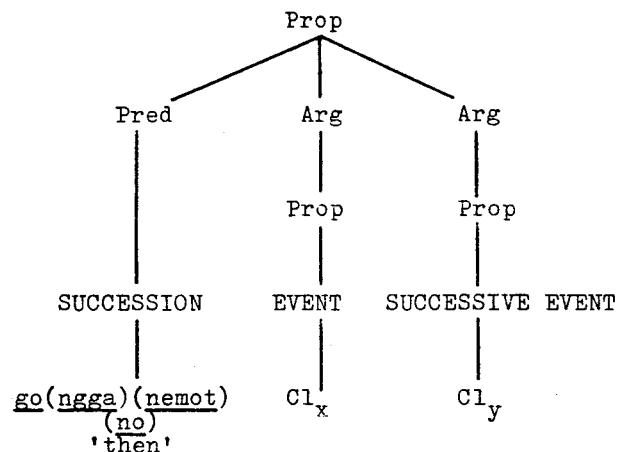 Prop
Pred Arg Arg
Prop Prop
SUCCESSION EVENT SUCCESSIVE EVENT
go(ngga)(nemot) Clx Cly
(no)
'then'